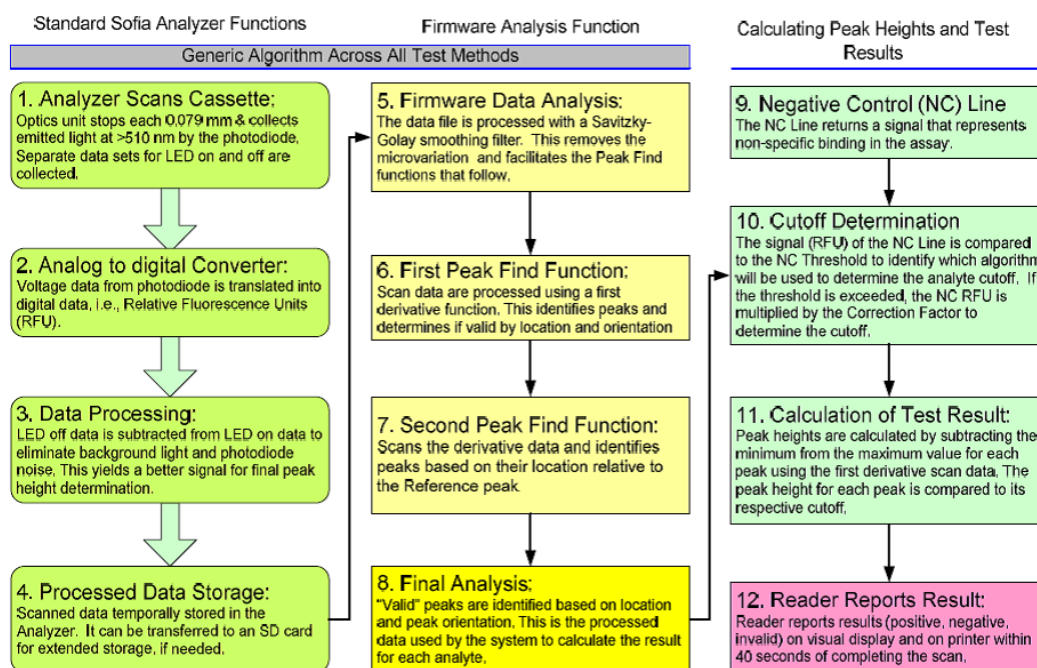 Standard Sofia Analyzer Functions
Firmware Analysis Function
Calculating Peak Heights and Test
Results
Generic Algorithm Across All Test Methods
1. Analyzer Scans Cassette:
Optics unit stops each 0.079 mm & collects
emitted light at >510 nm by the photodiode.
Separate data sets for LED on and off are
collected.
2. Analog to digital Converter:
Voltage data from photodiode is translated into
digital data, i.e., Relative Fluorescence Units
(RFU).
3. Data Processing:
LED off data is subtracted from LED on data to
eliminate background light and photodiode
noise. This yields a better signal for final peak
height determination.
4. Processed Data Storage:
Scanned data temporally stored in the
Analyzer. It can be transferred to an SD card
for extended storage, if needed.
5. Firmware Data Analysis:
The data file is processed with a Savitzky-
Golay smoothing filter. This removes the
microvariation and facilitates the Peak Find
functions that follow.
6. First Peak Find Function:
Scan data are processed using a first
derivative function. This identifies peaks and
determines if valid by location and orientation
7. Second Peak Find Function:
Scans the derivative data and identifies
peaks based on their location relative to
the Reference peak.
8. Final Analysis:
"Valid" peaks are identified based on location
and peak orientation. This is the processed
data used by the system to calculate the result
for each analyte.
9. Negative Control (NC) Line
The NC Line returns a signal that represents
non-specific binding in the assay.
10. Cutoff Determination
The signal (RFU) of the NC Line is compared
to the NC Threshold to identify which algorithm
will be used to determine the analyte cutoff. If
the threshold is exceeded, the NC RFU is
multiplied by the Correction Factor to
determine the cutoff.
11. Calculation of Test Result:
Peak heights are calculated by subtracting the
minimum from the maximum value for each
peak using the first derivative scan data. The
peak height for each peak is compared to its
respective cutoff.
12. Reader Reports Result:
Reader reports results (positive, negative,
invalid) on visual display and on printer within
40 seconds of completing the scan.